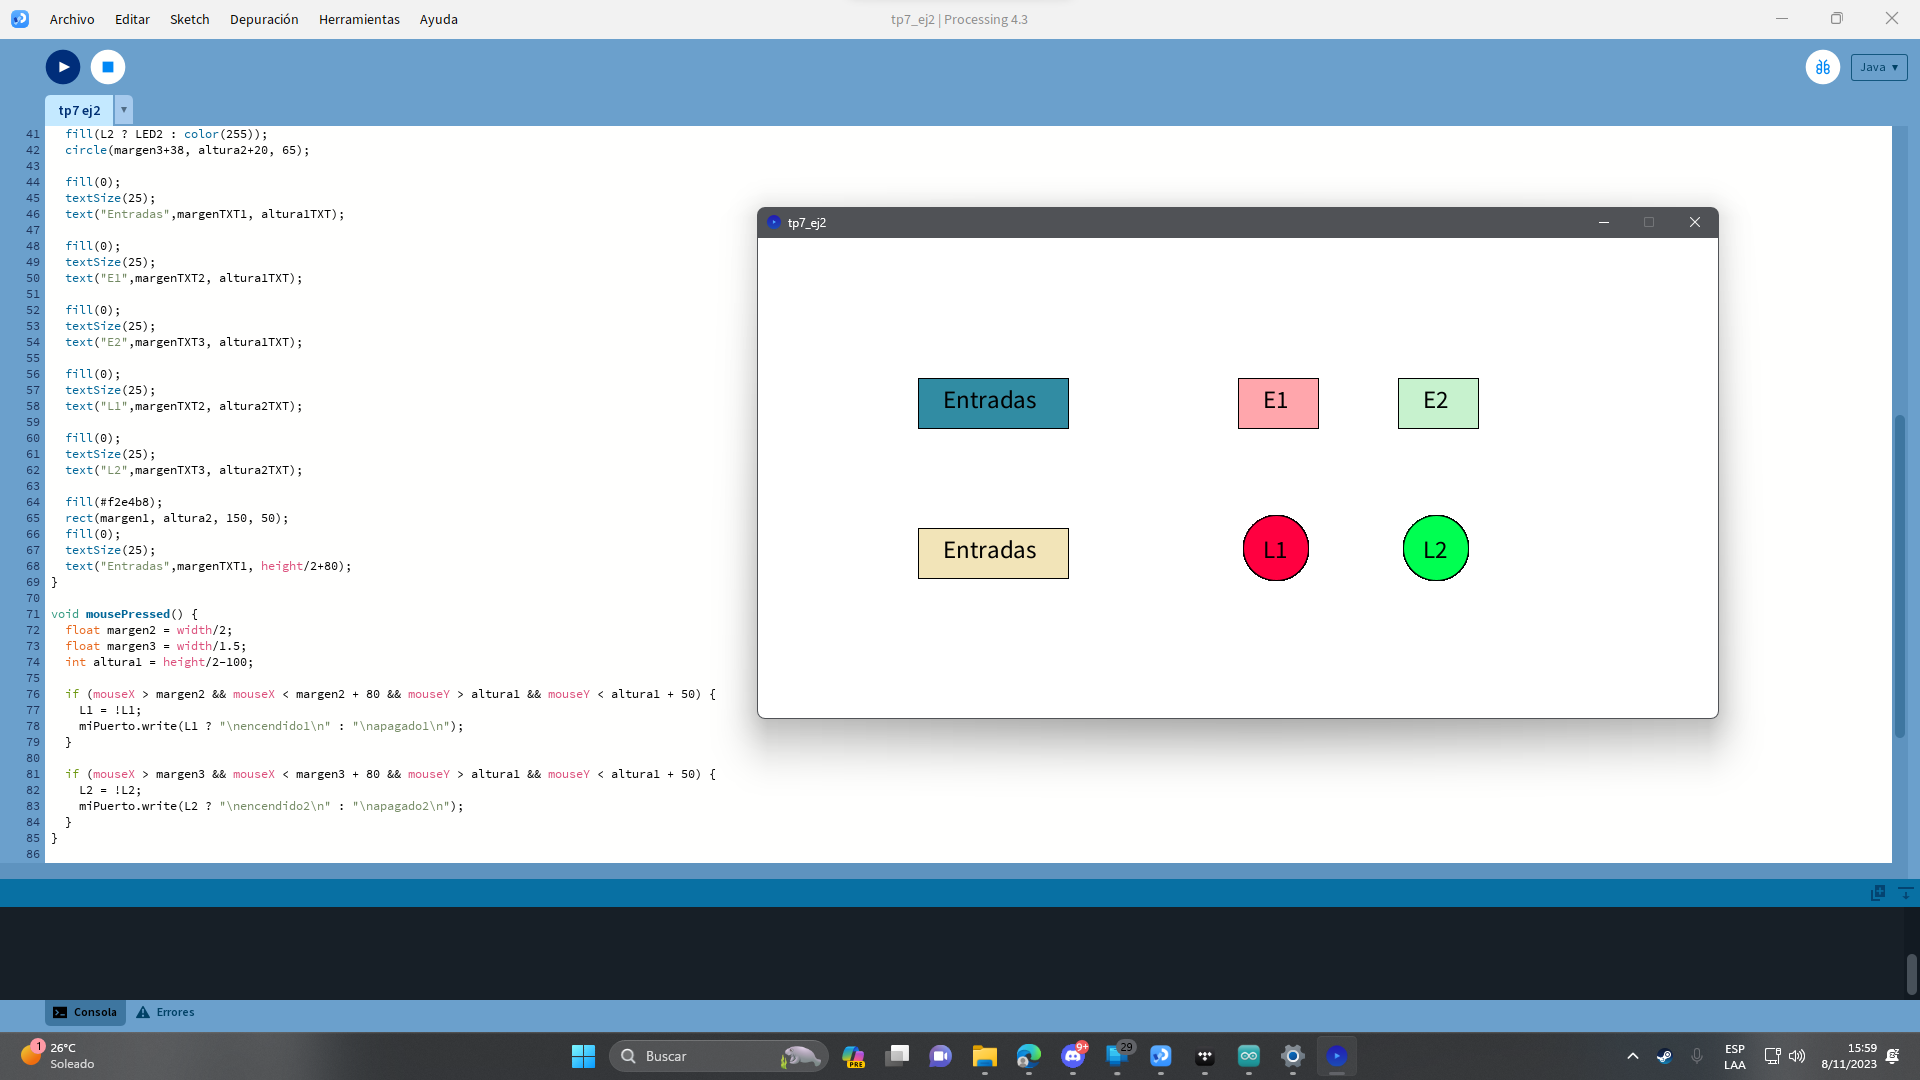 Archivo Editar Sketch Depuración Herramientas Ayuda
tp7_ej2 | Processing 4.3
Java ▾
tp7 ej2 ▾
41 fill(L2 ? LED2 : color(255));
42 circle(margen3+38, altura2+20, 65);
43
44 fill(0);
45 textSize(25);
46 text("Entradas",margenTXT1, altura1TXT);
47
48 fill(0);
49 textSize(25);
50 text("E1",margenTXT2, altura1TXT);
51
52 fill(0);
53 textSize(25);
54 text("E2",margenTXT3, altura1TXT);
55
56 fill(0);
57 textSize(25);
58 text("L1",margenTXT2, altura2TXT);
59
60 fill(0);
61 textSize(25);
62 text("L2",margenTXT3, altura2TXT);
63
64 fill(#f2e4b8);
65 rect(margen1, altura2, 150, 50);
66 fill(0);
67 textSize(25);
68 text("Entradas",margenTXT1, height/2+80);
69 }
70
71 void mousePressed() {
72 float margen2 = width/2;
73 float margen3 = width/1.5;
74 int altura1 = height/2-100;
75
76 if (mouseX > margen2 && mouseX < margen2 + 80 && mouseY > altura1 && mouseY < altura1 + 50) {
77 L1 = !L1;
78 miPuerto.write(L1 ? "\nencendido1\n" : "\napagado1\n");
79 }
80
81 if (mouseX > margen3 && mouseX < margen3 + 80 && mouseY > altura1 && mouseY < altura1 + 50) {
82 L2 = !L2;
83 miPuerto.write(L2 ? "\nencendido2\n" : "\napagado2\n");
84 }
85 }
86
tp7_ej2
Entradas E1 E2
Entradas L1 L2
Consola Errores
1
26°C
Soleado
Buscar
PRE
9+
29
ESP
LAA
15:59
8/11/2023